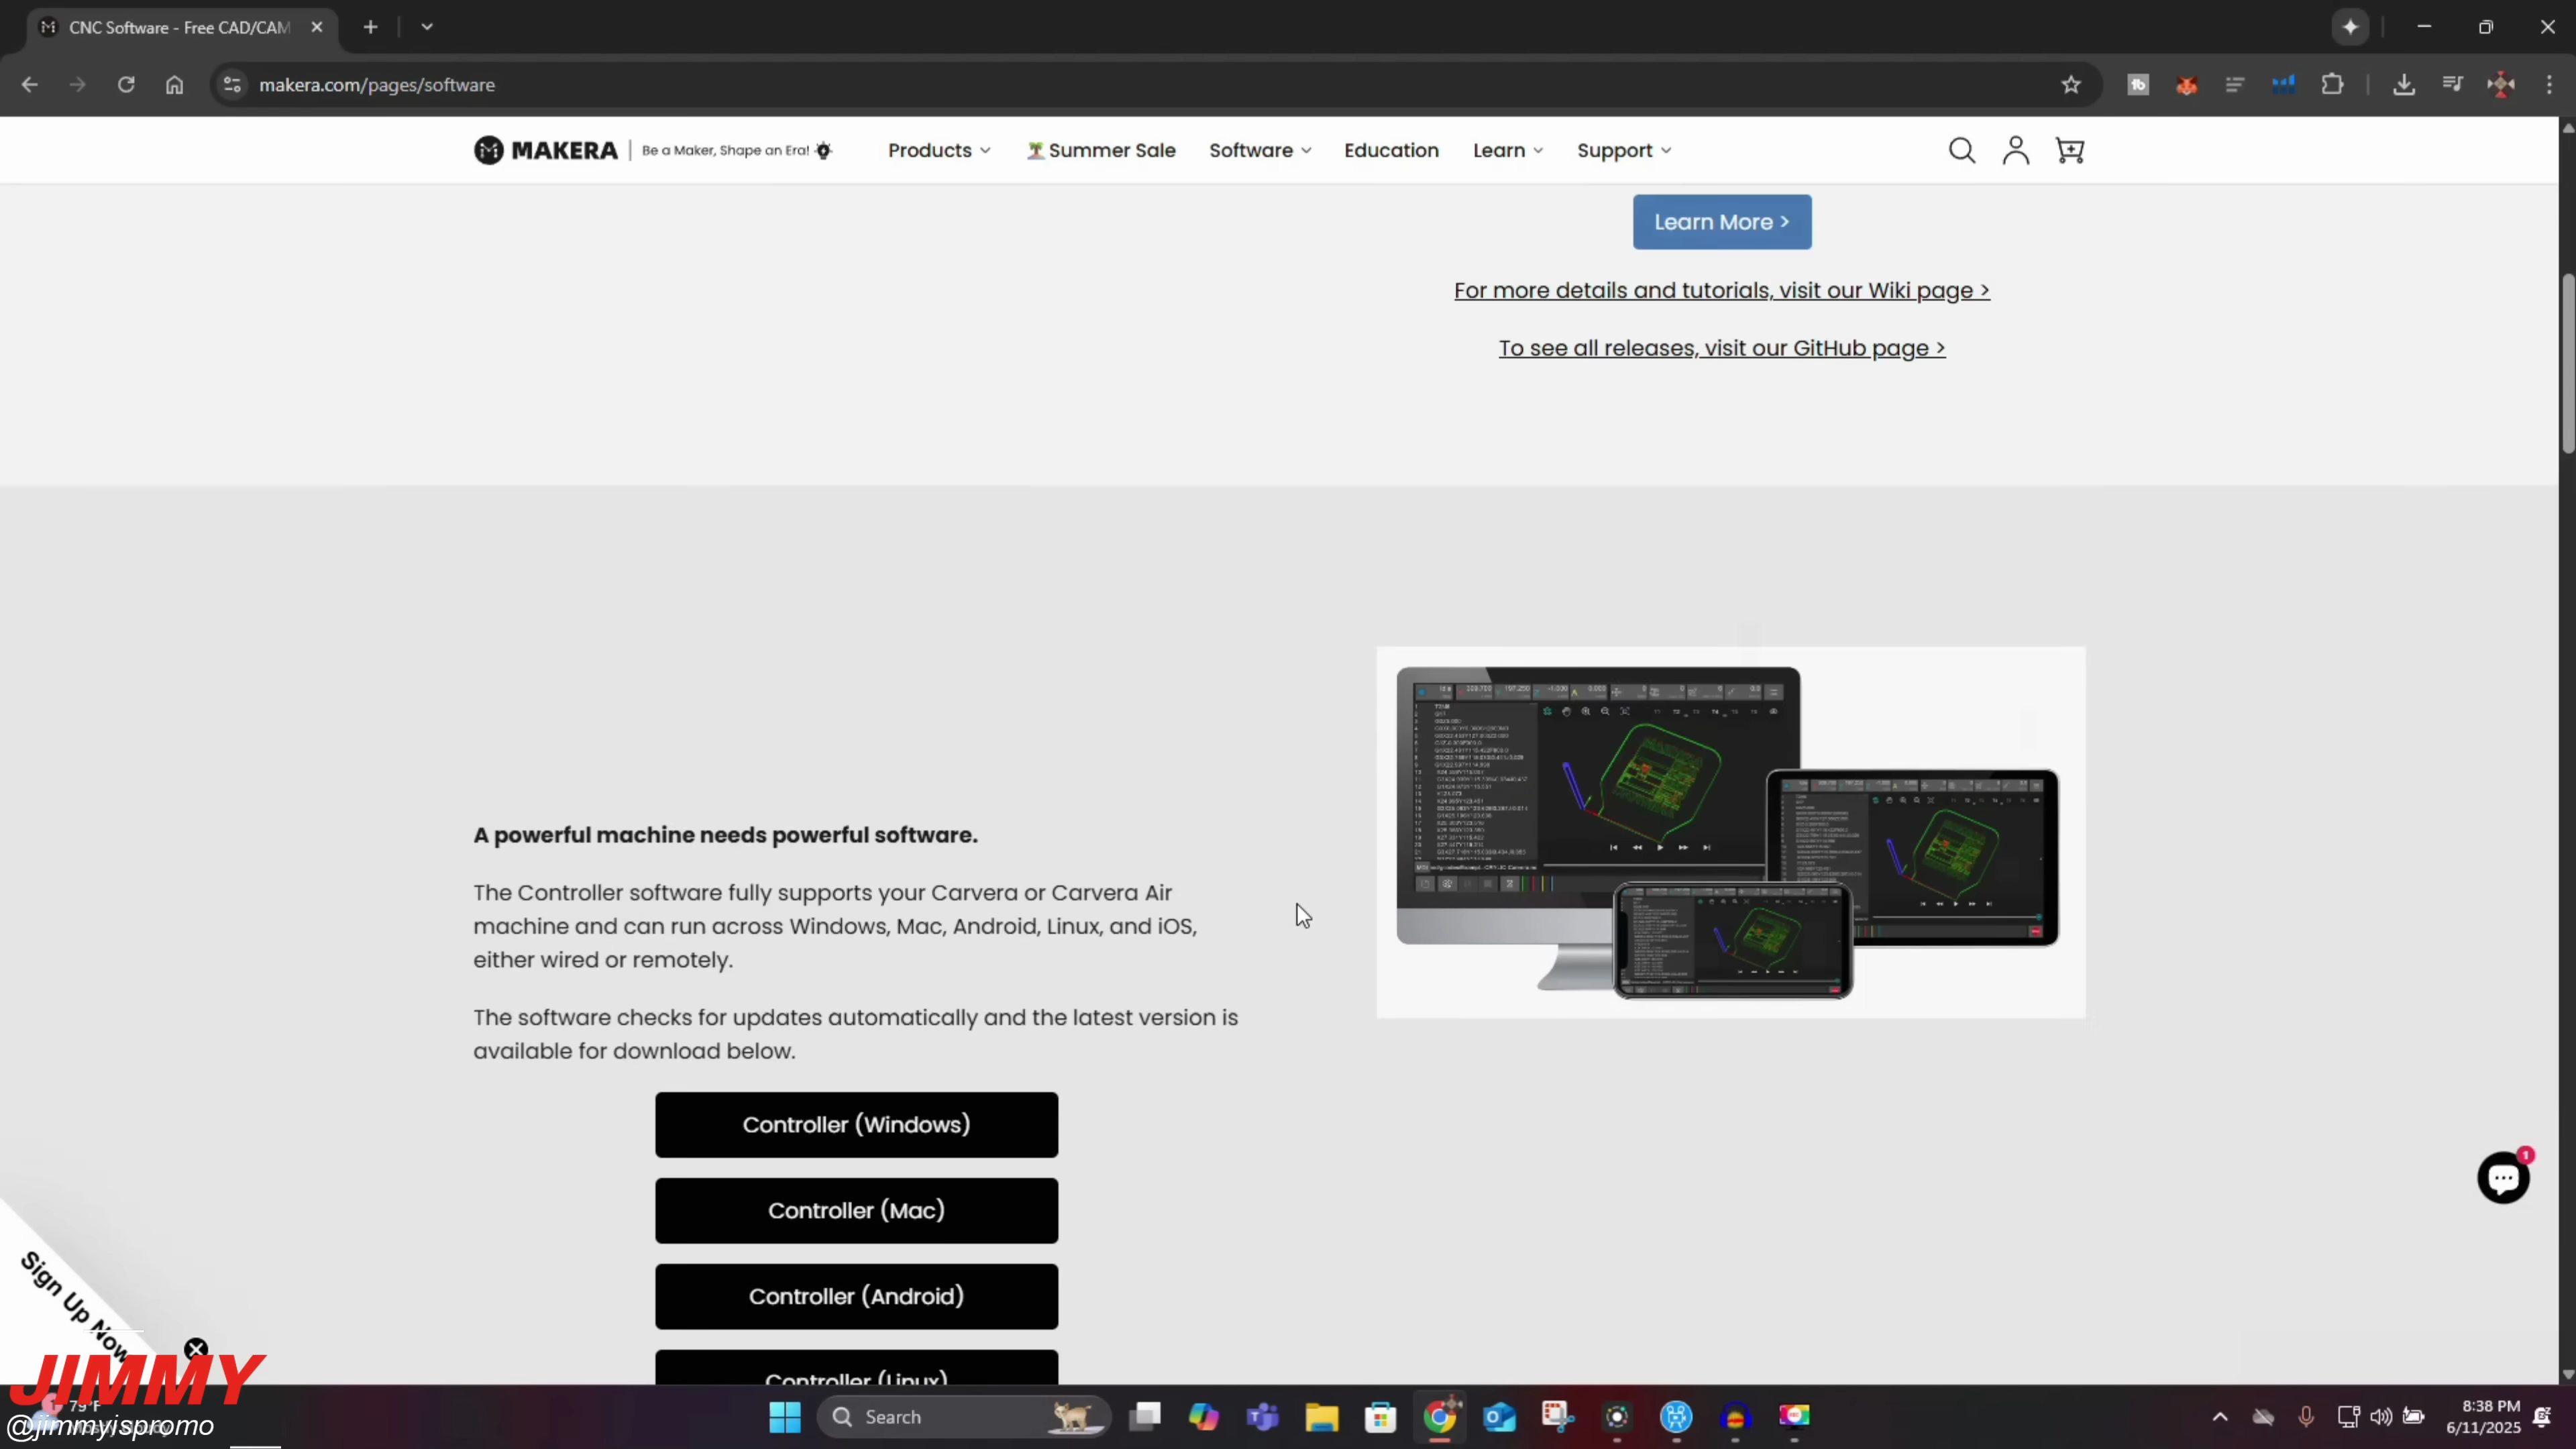 CNC Software - Free CAD/CAM
makera.com/pages/software
MAKERA | Be a Maker, Shape an Era!
Products
Summer Sale
Software
Education
Learn
Support
Learn More >
For more details and tutorials, visit our Wiki page >
To see all releases, visit our GitHub page >
A powerful machine needs powerful software.
The Controller software fully supports your Carvera or Carvera Air
machine and can run across Windows, Mac, Android, Linux, and iOS,
either wired or remotely.
The software checks for updates automatically and the latest version is
available for download below.
Controller (Windows)
Controller (Mac)
Controller (Android)
Controller (Linux)
1
Sign Up Now
JIMMY
@jimmyjspromo
79°F
Search
8:38 PM
6/11/2025